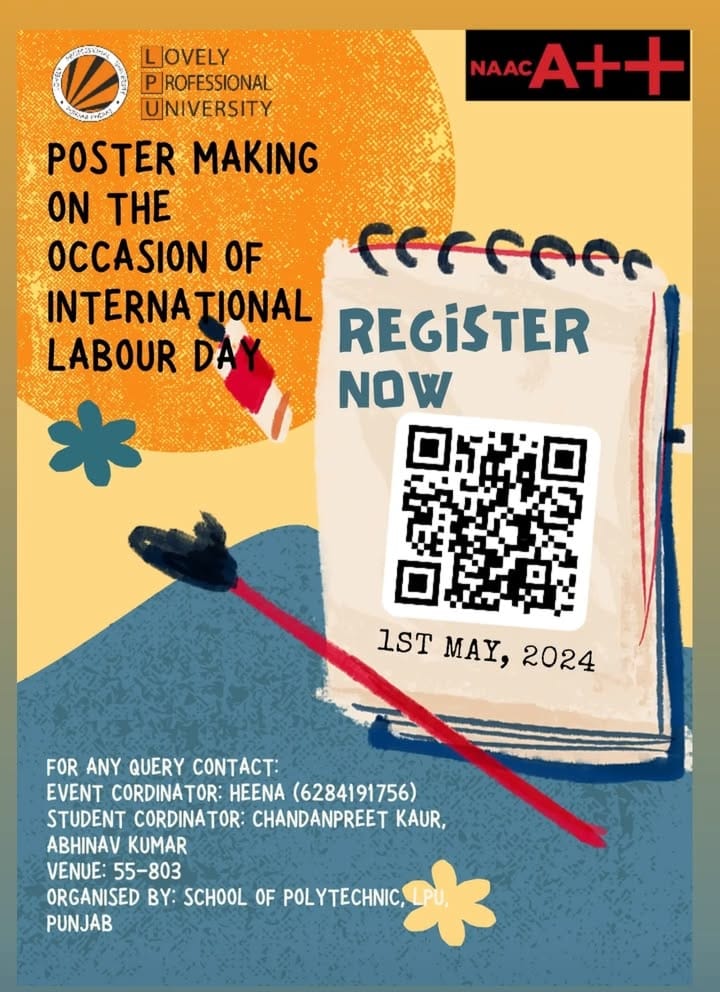 LOVELY
PROFESSIONAL
UNIVERSITY
NAAC A++
POSTER MAKING
ON THE
OCCASION OF
INTERNATIONAL
LABOUR DAY
REGiSTER
NOW
1ST MAY, 2024
FOR ANY QUERY CONTACT:
EVENT CORDINATOR: HEENA (6284191756)
STUDENT CORDINATOR: CHANDANPREET KAUR,
ABHINAV KUMAR
VENUE: 55-803
ORGANISED BY: SCHOOL OF POLYTECHNIC, LPU,
PUNJAB